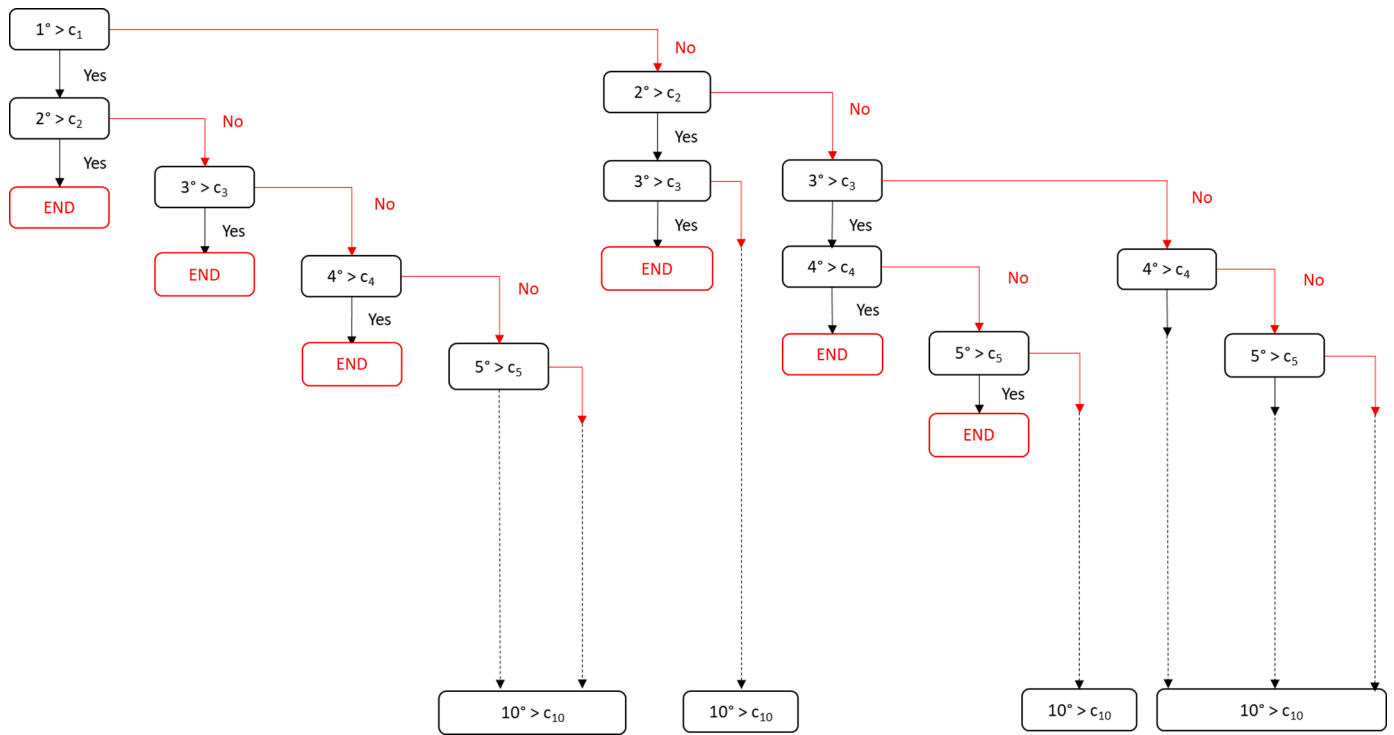 1° > c₁
No
Yes
2° > c₂
2° > c₂
No
No
Yes
Yes
3° > c₃
3° > c₃
3° > c₃
END
No
No
Yes
Yes
Yes
END
END
4° > c₄
4° > c₄
4° > c₄
No
No
No
Yes
Yes
END
END
5° > c₅
5° > c₅
5° > c₅
Yes
END
10° > c₁₀
10° > c₁₀
10° > c₁₀
10° > c₁₀